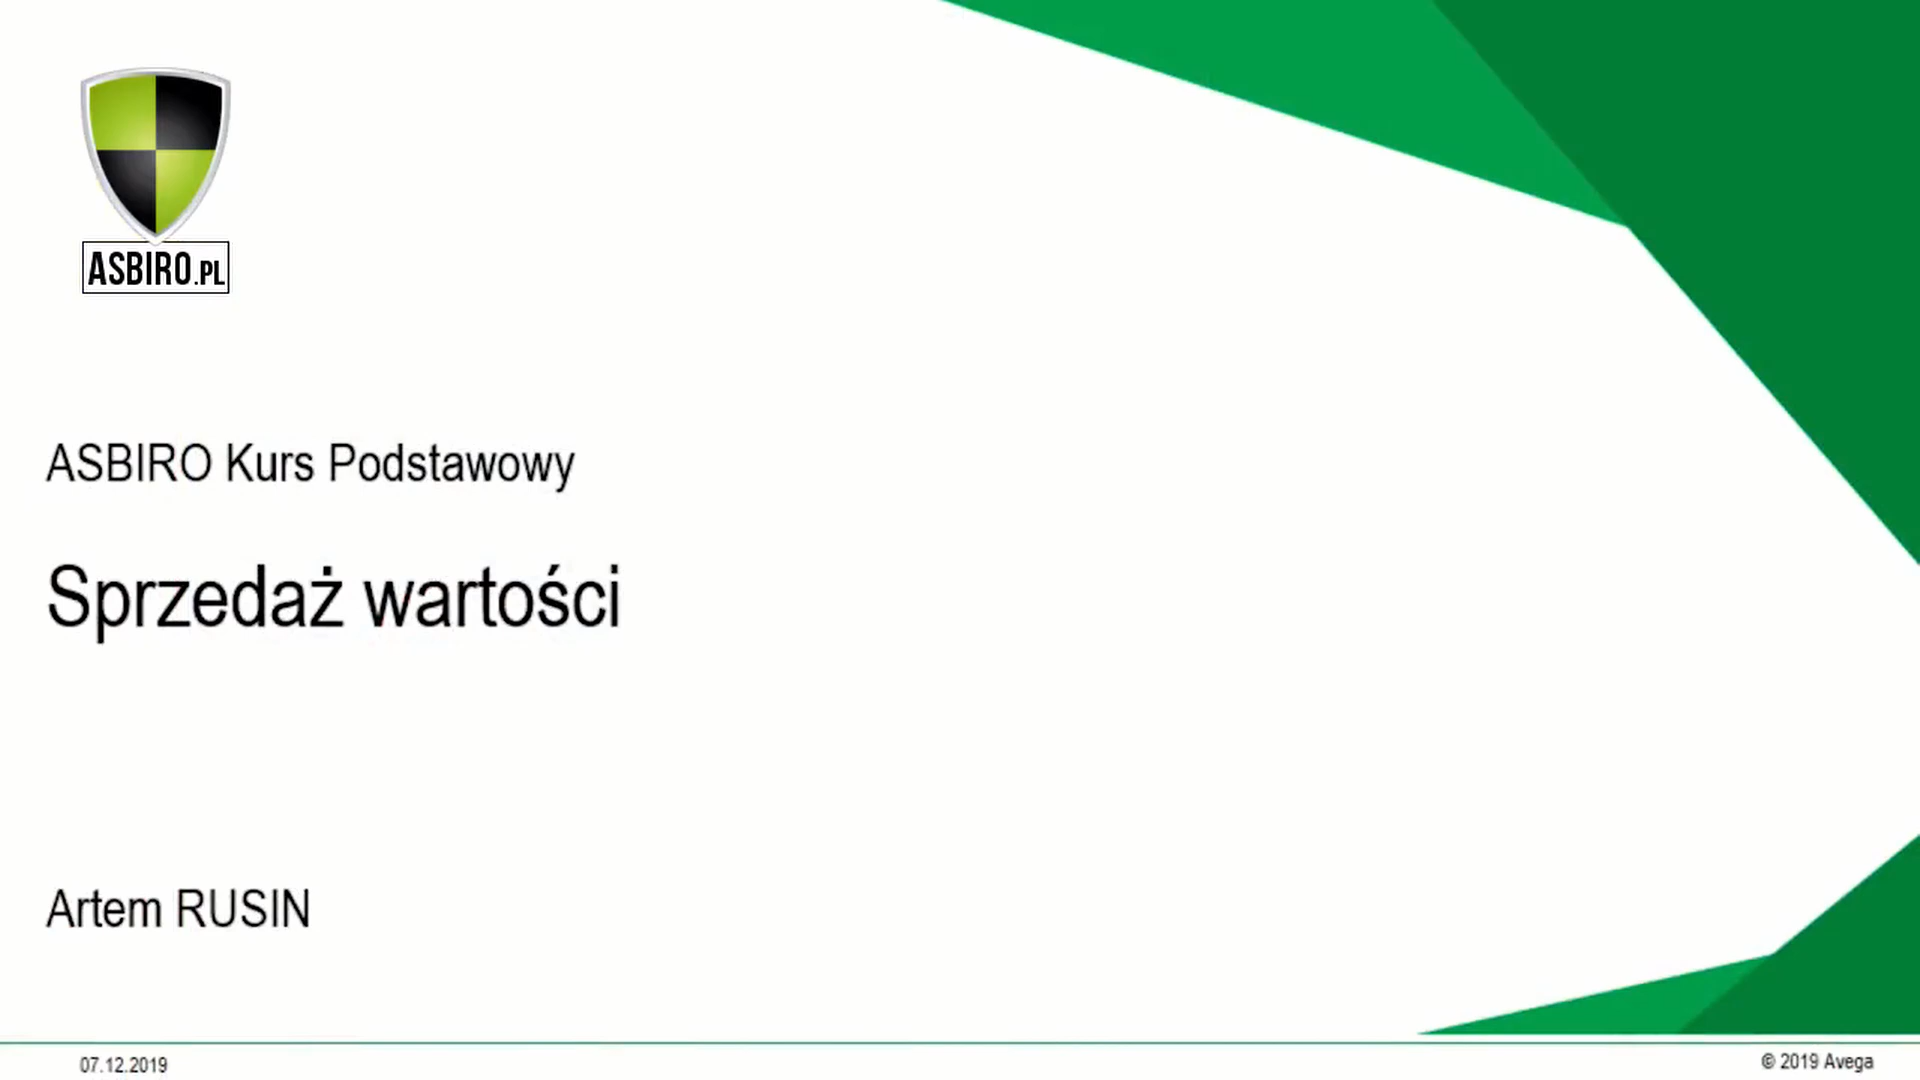 ASBIRO.PL
ASBIRO Kurs Podstawowy
Sprzedaż wartości
Artem RUSIN
07.12.2019
© 2019 Avega